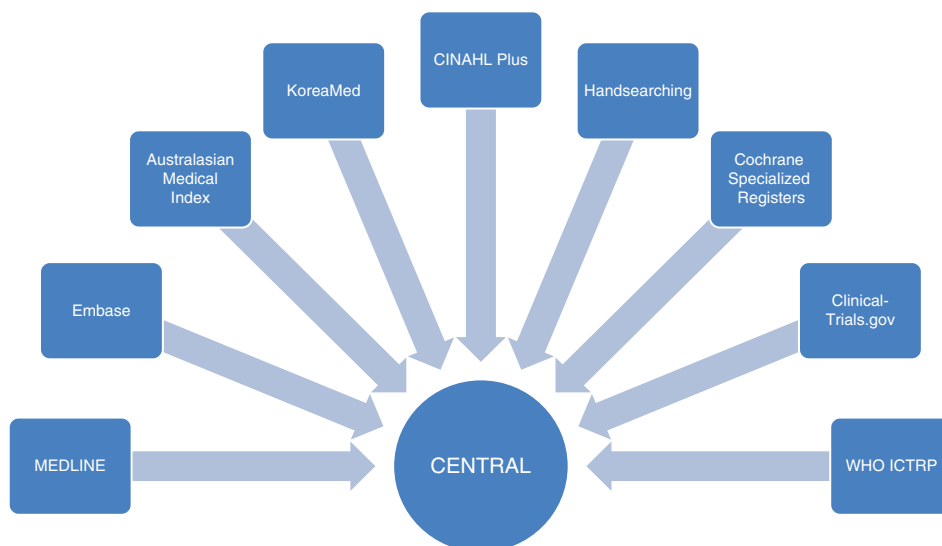 CINAHL Plus
KoreaMed
Handsearching
Australasian
Medical
Index
Cochrane
Specialized
Registers
Embase
Clinical-
Trials.gov
MEDLINE
CENTRAL
WHO ICTRP